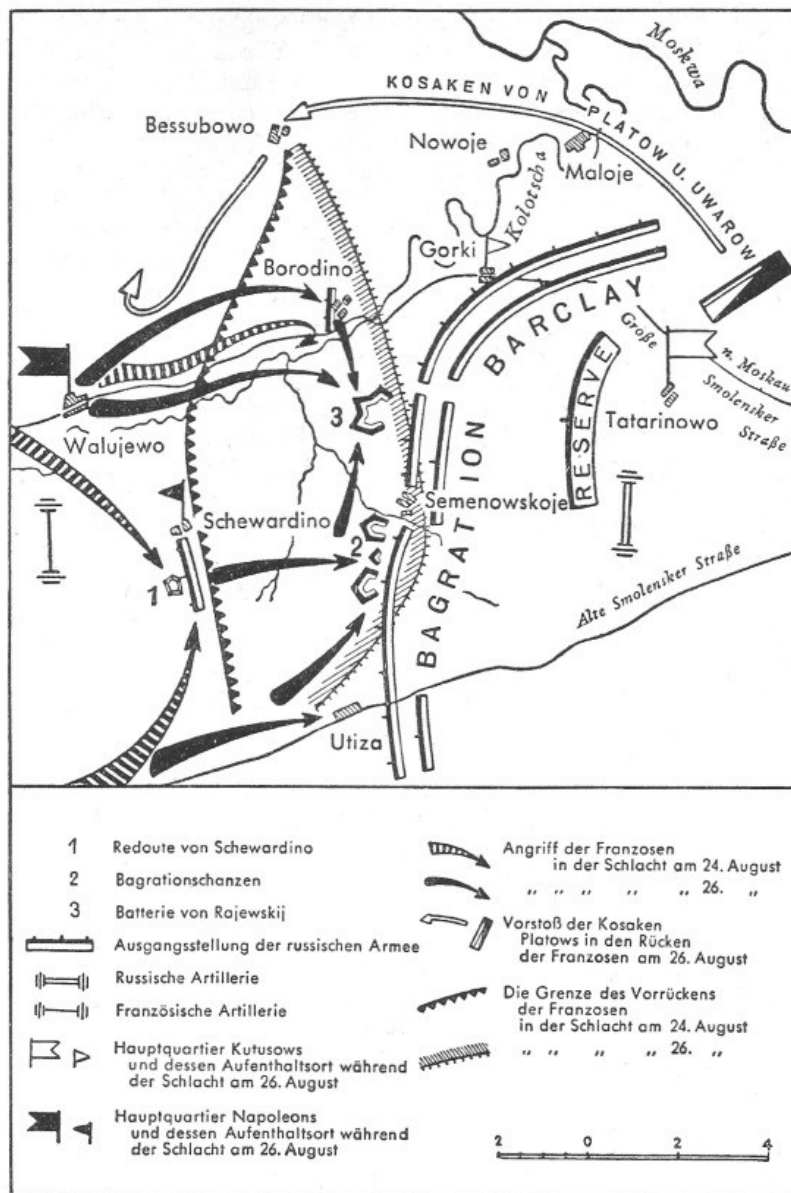 Moskwa
KOSAKEN VON PLATOW U. UWAROW
Bessubowo
Nowoje
Maloje
Kolotscha
Gorki
Borodino
BARCLAY
Große
n. Moskau
Smolensker
Straße
3
RESERVE
Tatarinowo
Walujewo
BAGRATION
Semenowskoje
Schewardino
2
1
Alte Smolensker Straße
Utiza
1 Redoute von Schewardino
2 Bagrationschanzen
3 Batterie von Rajewskij
Ausgangsstellung der russischen Armee
Russische Artillerie
Französische Artillerie
Hauptquartier Kutusows
und dessen Aufenthaltsort während
der Schlacht am 26. August
Hauptquartier Napoleons
und dessen Aufenthaltsort während
der Schlacht am 26. August
Angriff der Franzosen
in der Schlacht am 24. August
„ „ „ „ „ 26. „
Vorstoß der Kosaken
Platows in den Rücken
der Franzosen am 26. August
Die Grenze des Vorrückens
der Franzosen
in der Schlacht am 24. August
„ „ „ „ 26. „
2 0 2 4